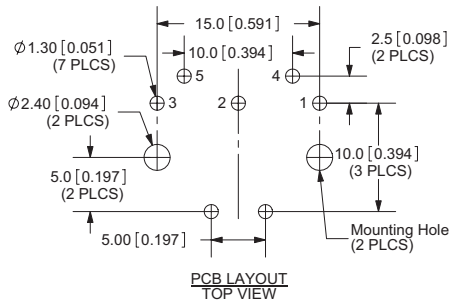 15.0 [0.591]
Ø1.30 [0.051]
(7 PLCS)
10.0 [0.394]
2.5 [0.098]
(2 PLCS)
5
4
3
2
1
Ø2.40 [0.094]
(2 PLCS)
5.0 [0.197]
(2 PLCS)
10.0 [0.394]
(3 PLCS)
5.00 [0.197]
Mounting Hole
(2 PLCS)
PCB LAYOUT
TOP VIEW